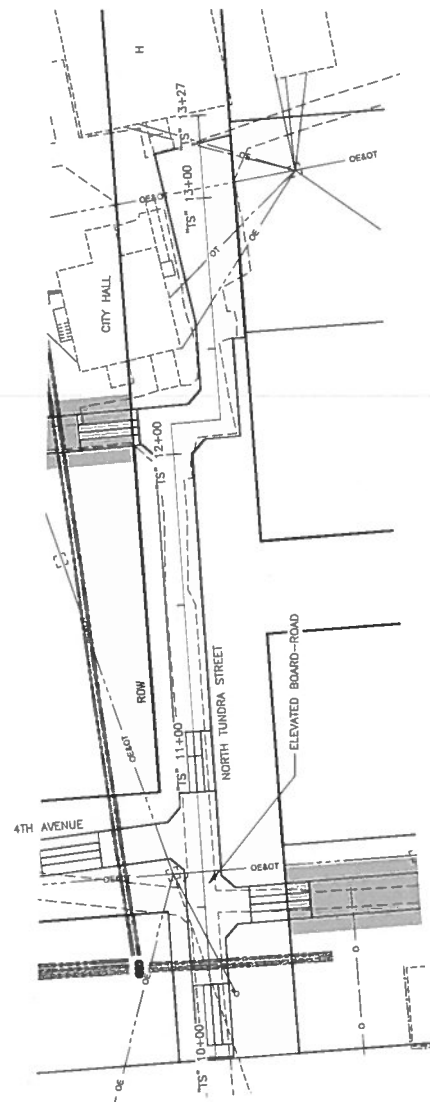 H
"TS" 13+27
OE
OE&OT
"TS" 13+00
OE&OT
OT
OE
CITY HALL
"TS" 12+00
ROW
NORTH TUNDRA STREET
ELEVATED BOARD-ROAD
"TS" 11+00
OE&OT
4TH AVENUE
OE&OT
OE&OT
OE
O
O
"TS" 10+00
OE